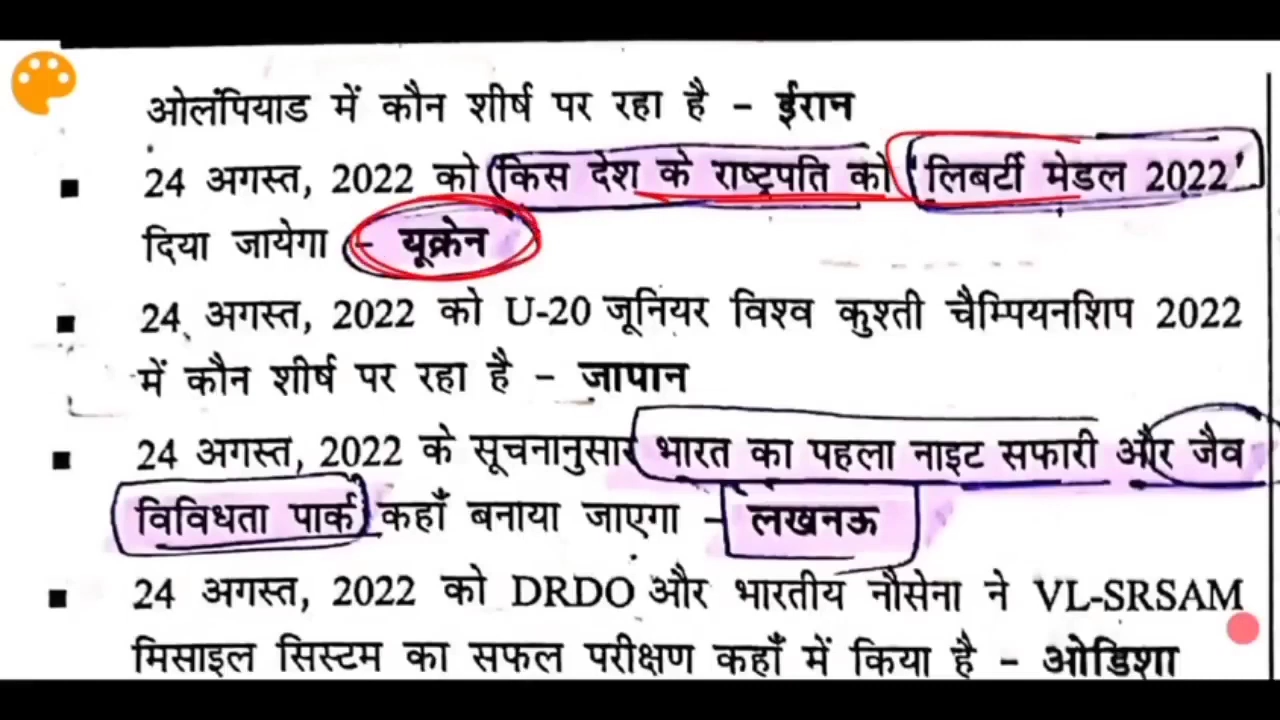 ओलंपियाड में कौन शीर्ष पर रहा है – ईरान
▪ 24 अगस्त, 2022 को किस देश के राष्ट्रपति को 'लिबर्टी मेडल 2022'
दिया जायेगा – यूक्रेन
▪ 24 अगस्त, 2022 को U-20 जूनियर विश्व कुश्ती चैम्पियनशिप 2022
में कौन शीर्ष पर रहा है – जापान
▪ 24 अगस्त, 2022 के सूचनानुसार भारत का पहला नाइट सफारी और जैव
विविधता पार्क कहाँ बनाया जाएगा – लखनऊ
▪ 24 अगस्त, 2022 को DRDO और भारतीय नौसेना ने VL-SRSAM
मिसाइल सिस्टम का सफल परीक्षण कहाँ में किया है – ओडिशा